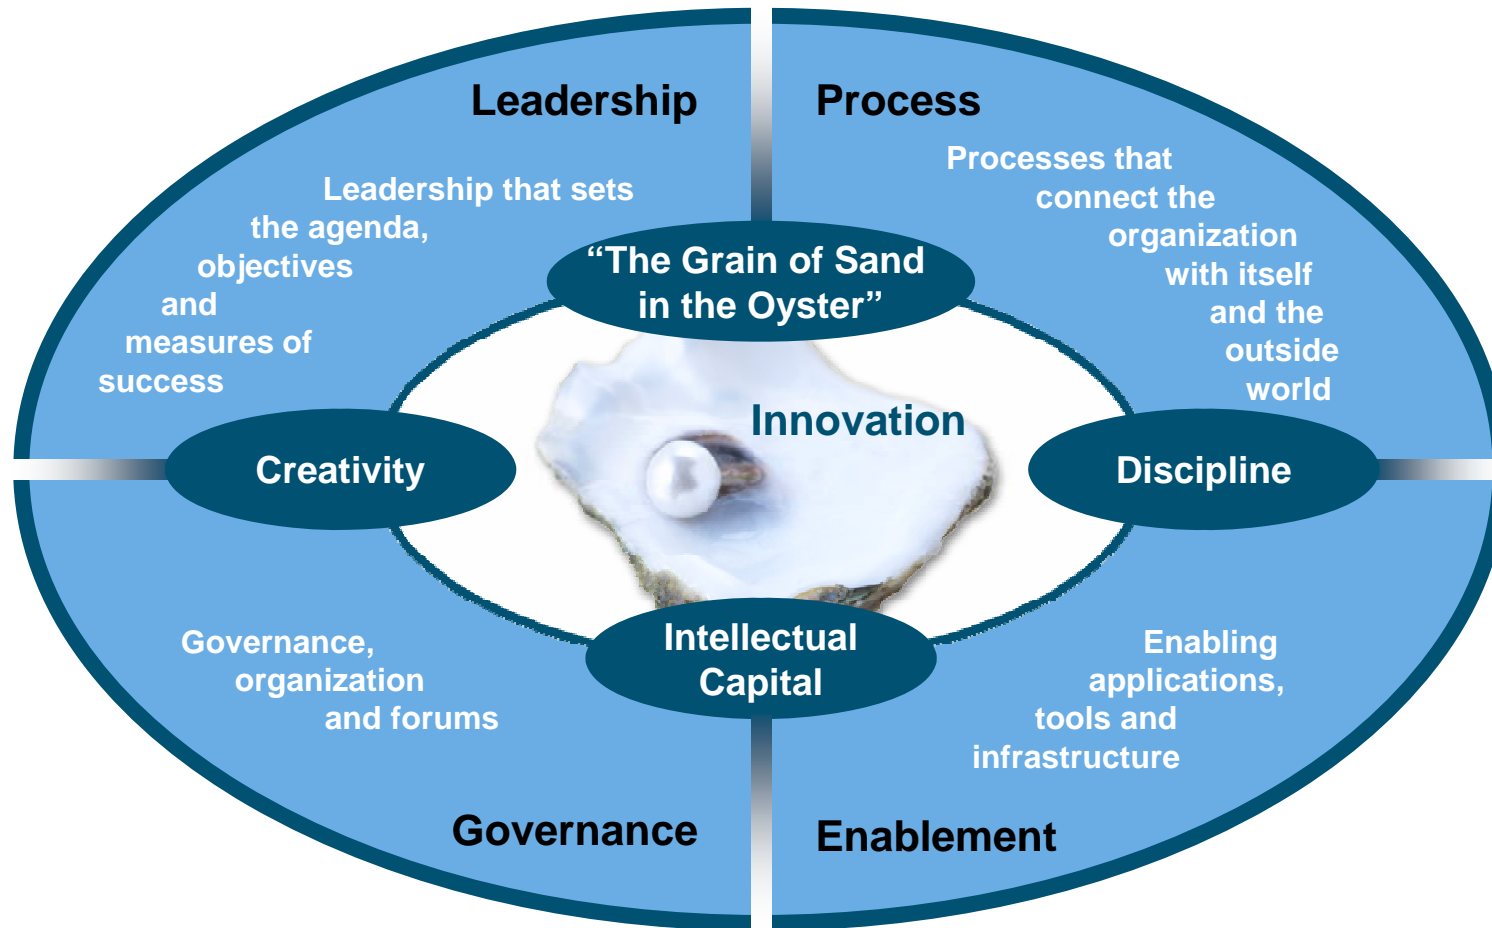 Leadership
Leadership that sets
the agenda,
objectives
and
measures of
success
Process
Processes that
connect the
organization
with itself
and the
outside
world
“The Grain of Sand
in the Oyster”
Innovation
Creativity
Discipline
Intellectual
Capital
Governance,
organization
and forums
Governance
Enabling
applications,
tools and
infrastructure
Enablement